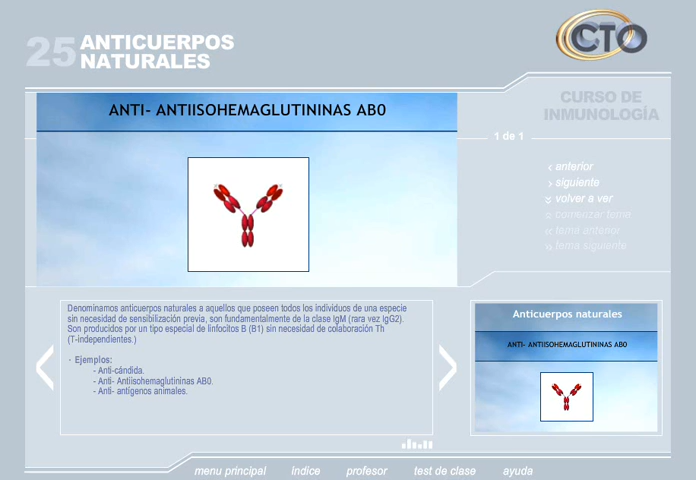 25 ANTICUERPOS
NATURALES
CTO
ANTI- ANTIISOHEMAGLUTININAS AB0
CURSO DE
INMUNOLOGÍA
1 de 1
anterior
siguiente
volver a ver
comenzar tema
tema anterior
tema siguiente
Denominamos anticuerpos naturales a aquellos que poseen todos los individuos de una especie
sin necesidad de sensibilización previa, son fundamentalmente de la clase IgM (rara vez IgG2).
Son producidos por un tipo especial de linfocitos B (B1) sin necesidad de colaboración Th
(T-independientes.)
· Ejemplos:
- Anti-cándida.
- Anti- Antiisohemaglutininas AB0.
- Anti- antígenos animales.
Anticuerpos naturales
ANTI- ANTIISOHEMAGLUTININAS AB0
menu principal índice profesor test de clase ayuda